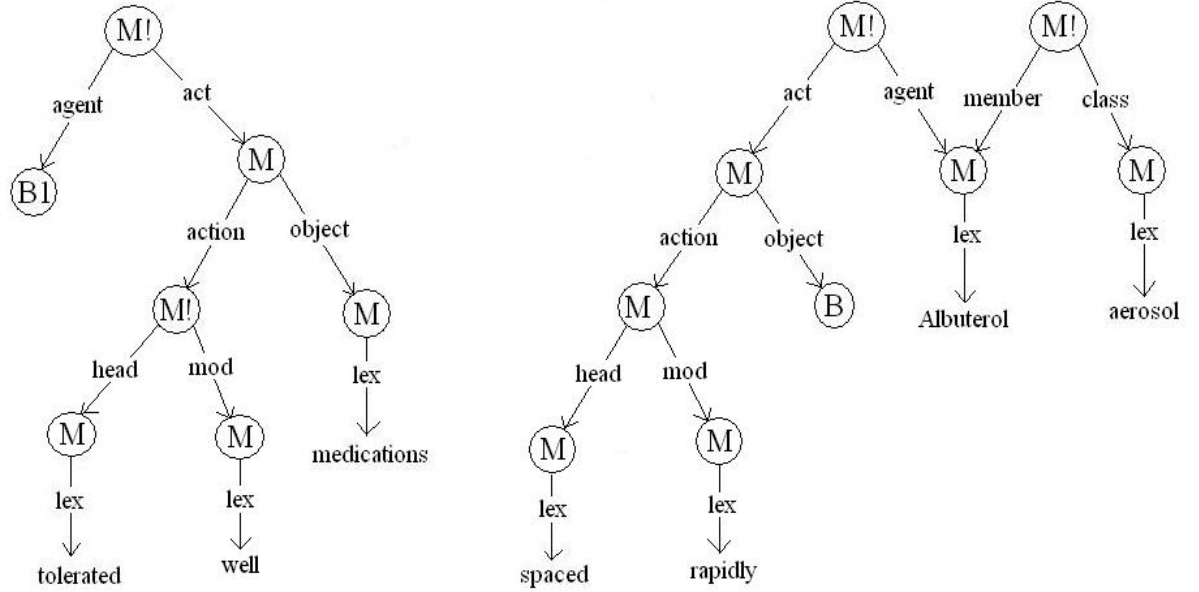 M! M! M!
agent act act agent member class
M M M M
B1
action object action object
M! M M B
Albuterol aerosol
lex lex
head mod lex head mod
M M medications M M
lex lex lex lex
tolerated well spaced rapidly